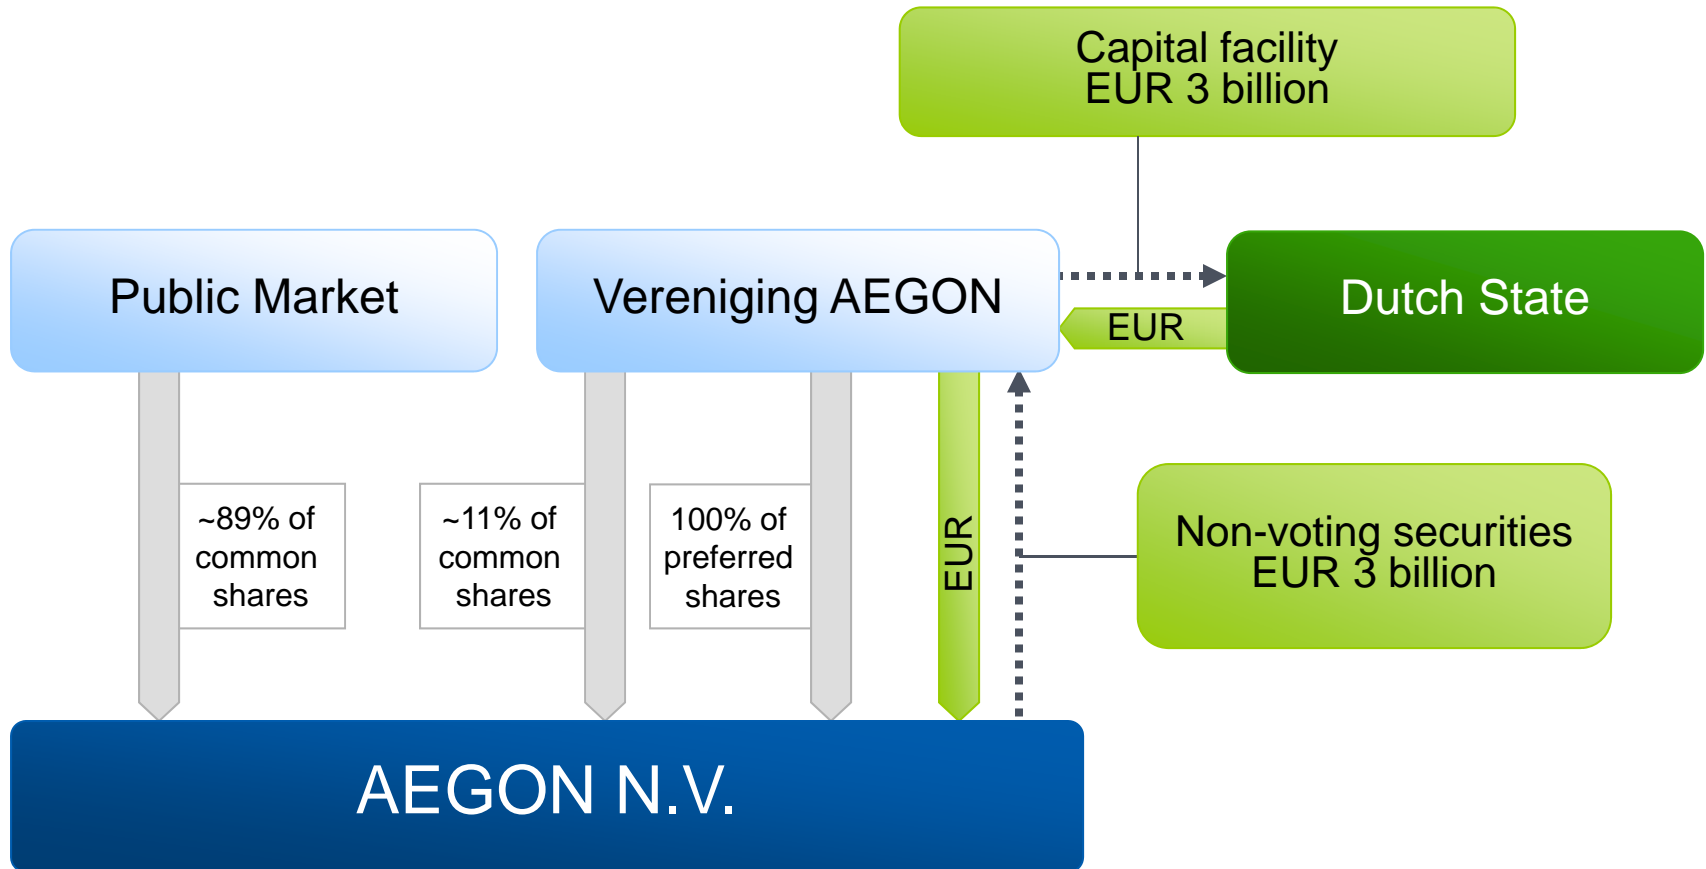 Capital facility
EUR 3 billion
Public Market
Vereniging AEGON
Dutch State
EUR
~89% of
common
shares
~11% of
common
shares
100% of
preferred
shares
EUR
Non-voting securities
EUR 3 billion
AEGON N.V.